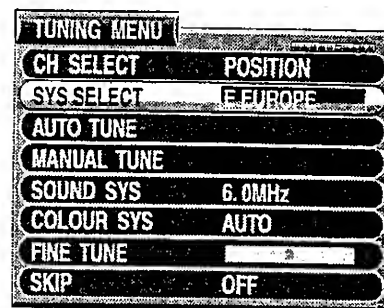 TUNING MENU
CH SELECT POSITION
SYS SELECT E.EUROPE
AUTO TUNE
MANUAL TUNE
SOUND SYS 6.0MHz
COLOUR SYS AUTO
FINE TUNE
SKIP OFF